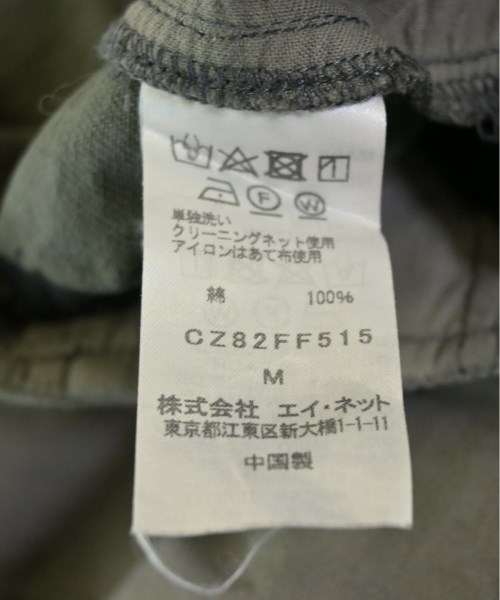 F W
単独洗い
クリーニングネット使用
アイロンはあて布使用
綿 100%
CZ82FF515
M
株式会社 エイ・ネット
東京都江東区新大橋1-1-11
中国製